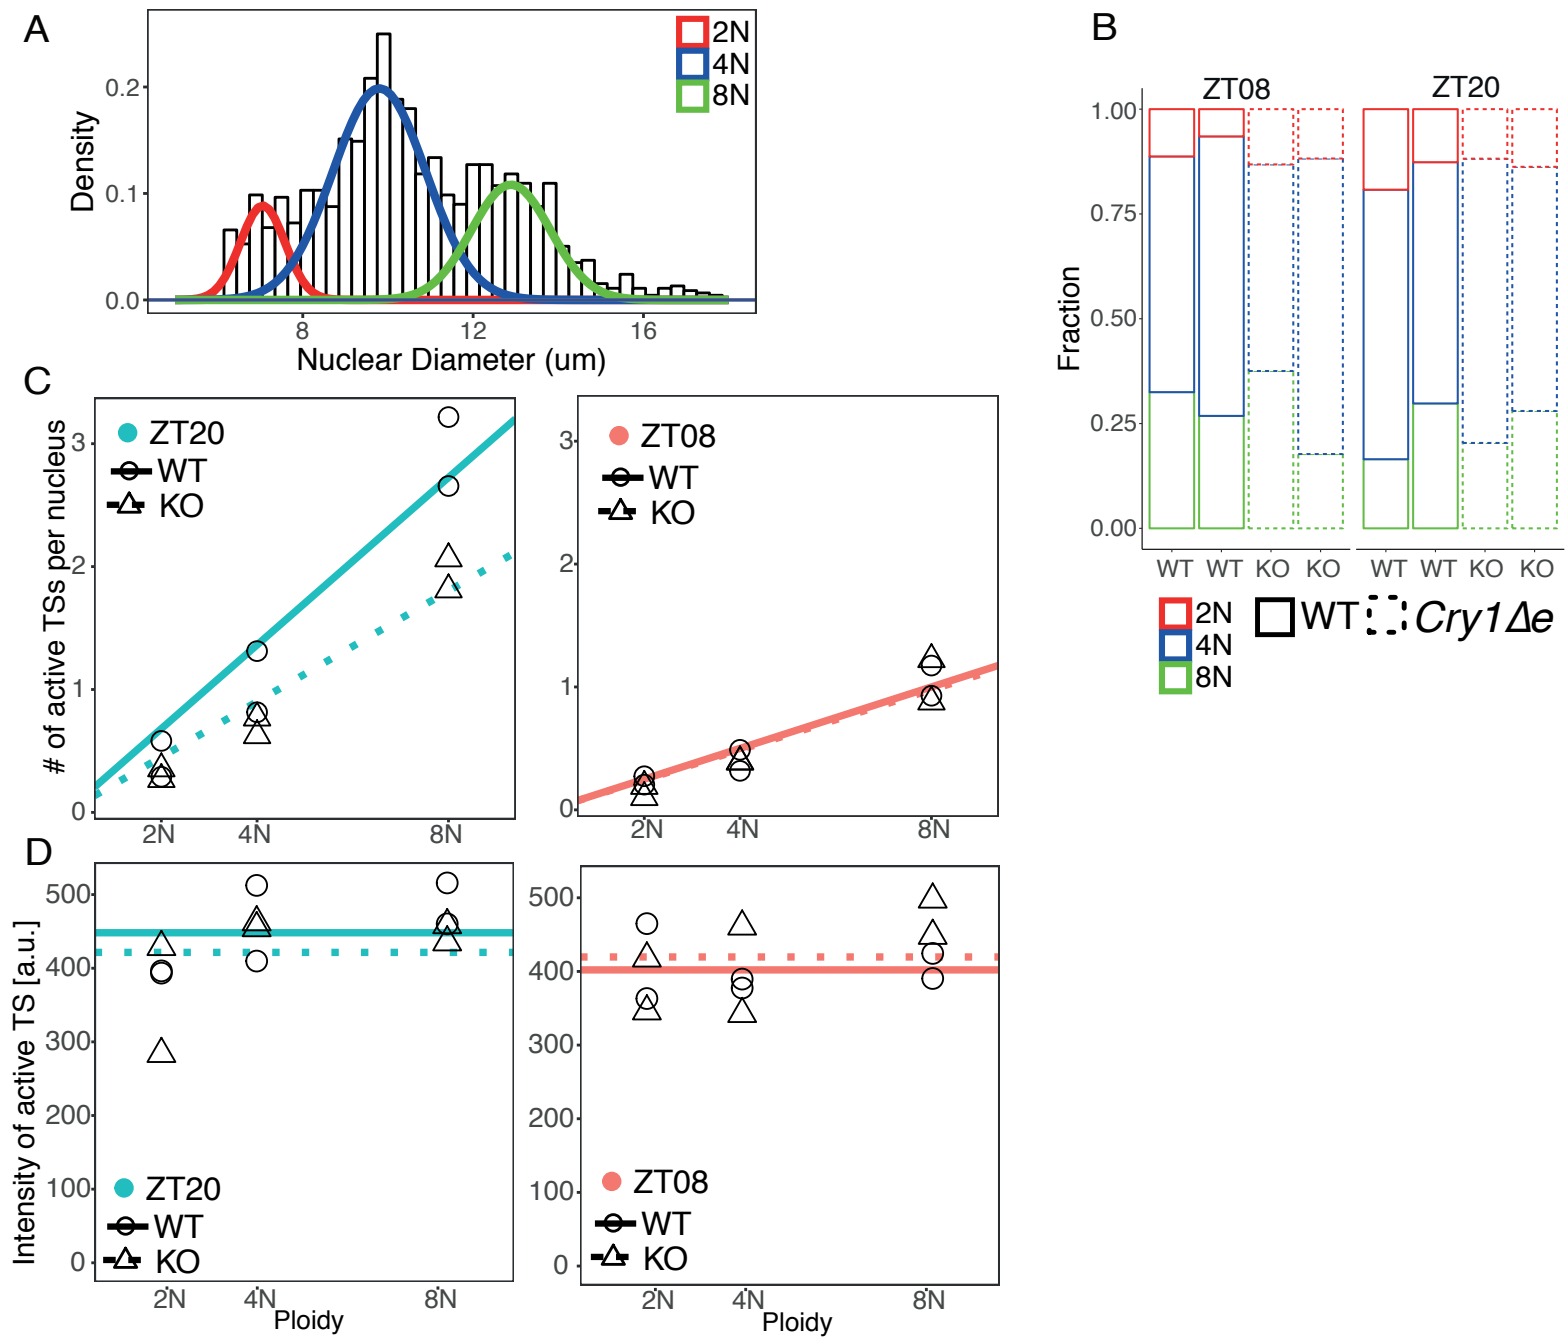 A
2N
4N
8N
0.2
0.1
0.0
Density
8 12 16
Nuclear Diameter (um)
B
ZT08 ZT20
1.00
0.75
0.50
0.25
0.00
Fraction
WT WT KO KO WT WT KO KO
2N
4N
8N
WT Cry1Δe
C
# of active TSs per nucleus
3
2
1
0
ZT20
WT
KO
2N 4N 8N
3
2
1
0
ZT08
WT
KO
2N 4N 8N
D
Intensity of active TS [a.u.]
500
400
300
200
100
0
ZT20
WT
KO
2N 4N 8N
Ploidy
500
400
300
200
100
0
ZT08
WT
KO
2N 4N 8N
Ploidy